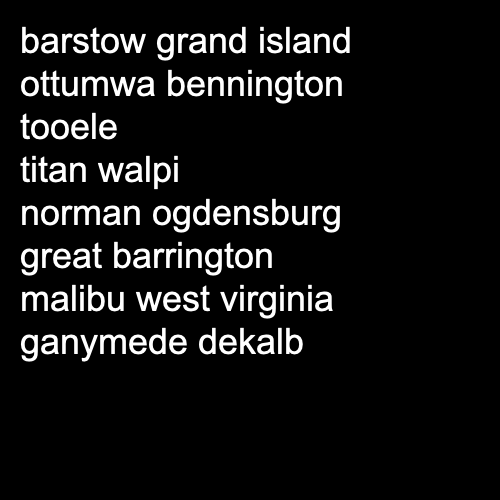 barstow grand island
ottumwa bennington
tooele
titan walpi
norman ogdensburg
great barrington
malibu west virginia
ganymede dekalb